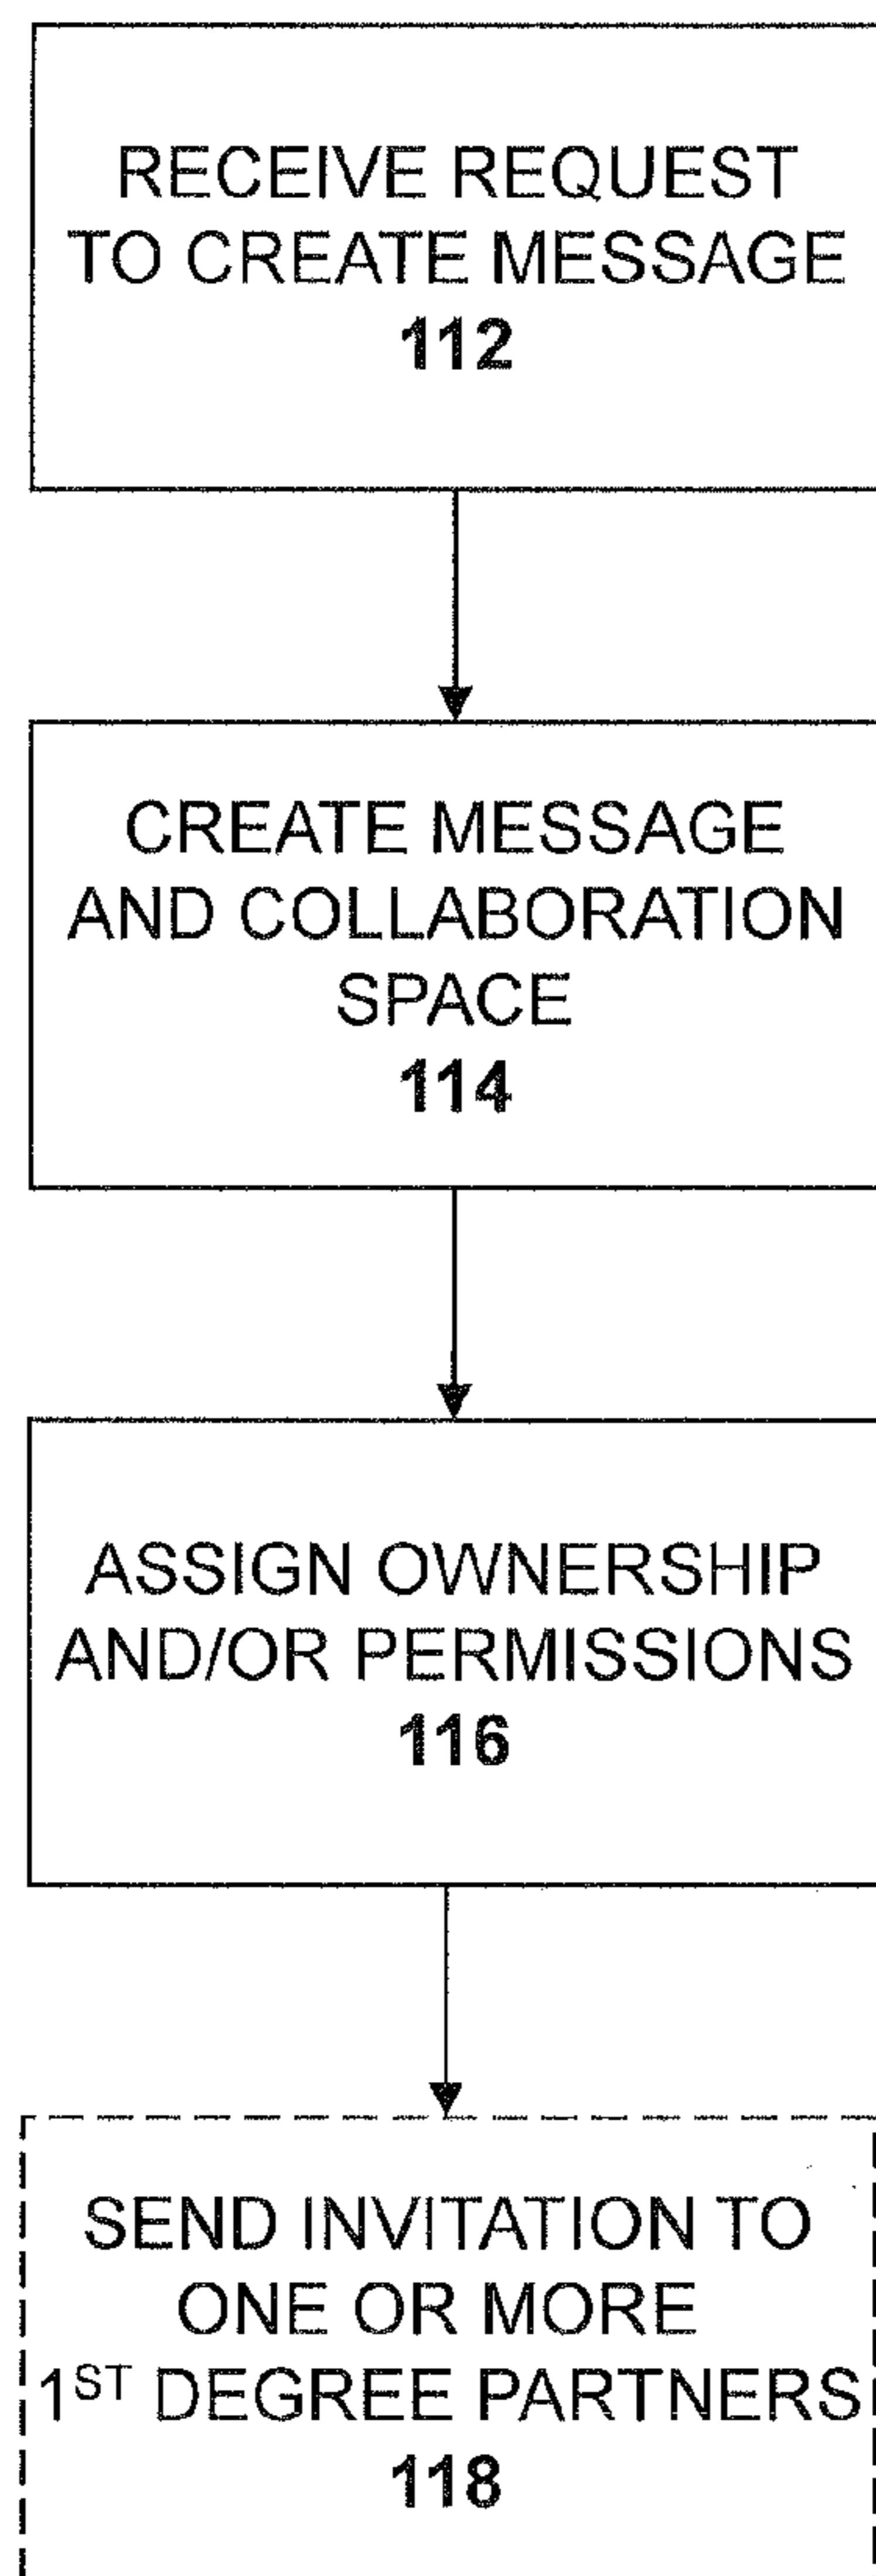 RECEIVE REQUEST
TO CREATE MESSAGE
112
CREATE MESSAGE
AND COLLABORATION
SPACE
114
ASSIGN OWNERSHIP
AND/OR PERMISSIONS
116
SEND INVITATION TO
ONE OR MORE
1ST DEGREE PARTNERS
118